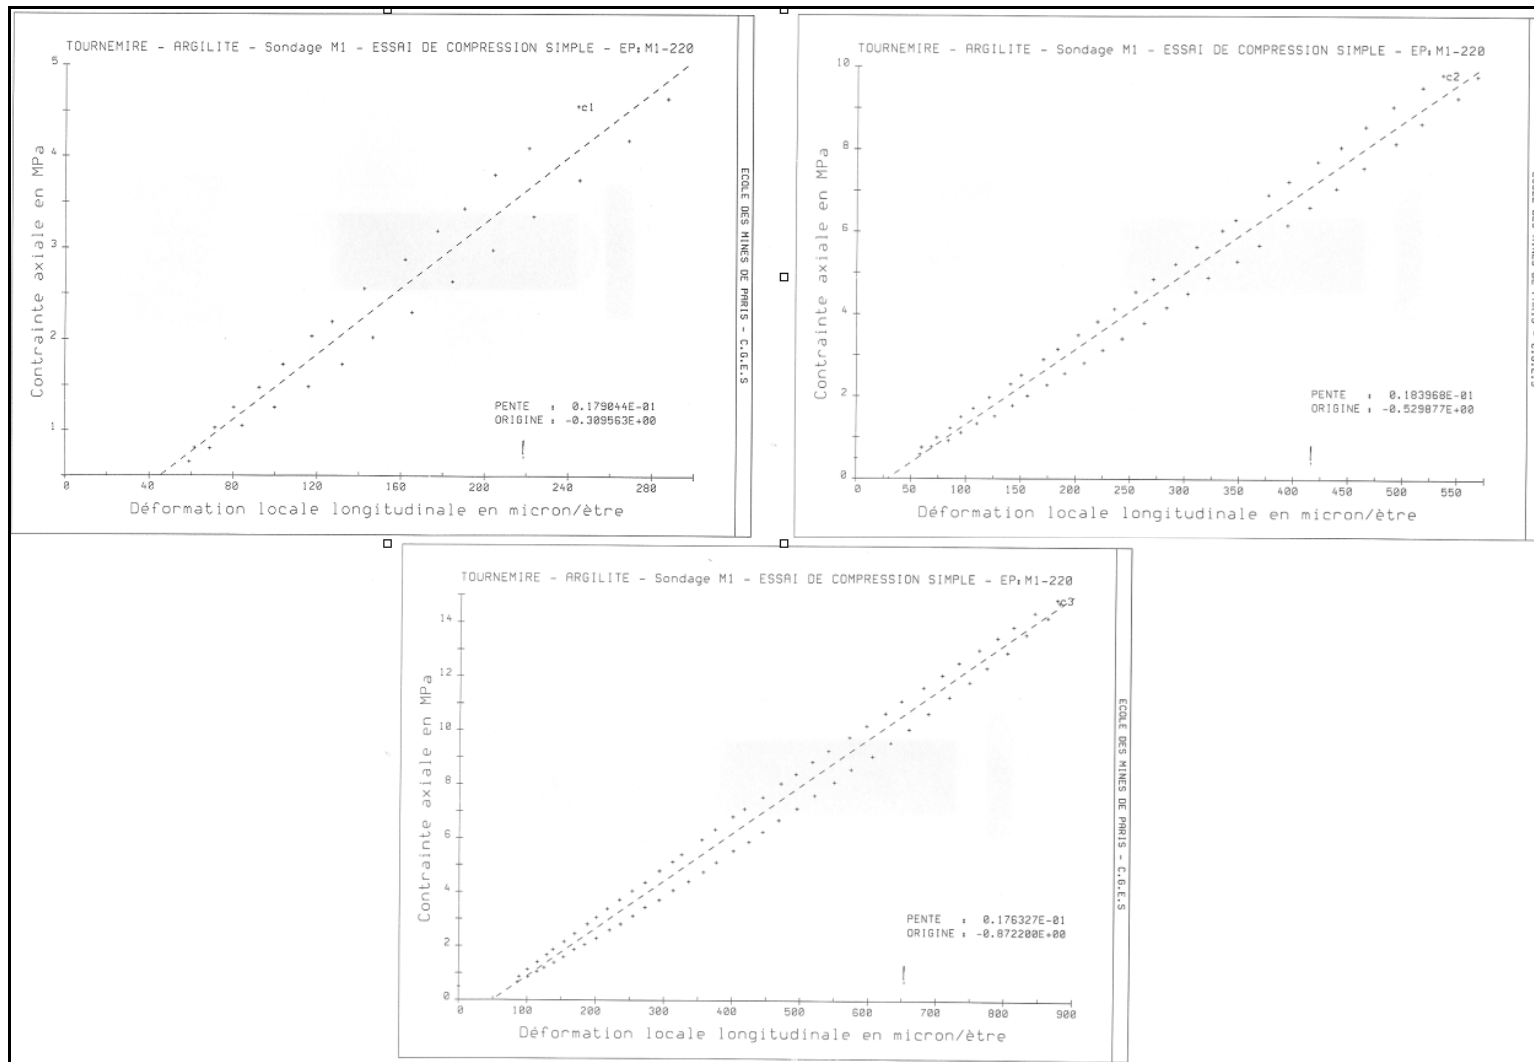 TOURNEMIRE - ARGILITE - Sondage M1 - ESSAI DE COMPRESSION SIMPLE - EP: M1-220
5
4
3
2
1
Contrainte axiale en MPa
c1
PENTE : 0.179044E-01
ORIGINE : -0.309563E+00
0 40 80 120 160 200 240 280
Déformation locale longitudinale en micron/ètre
ECOLE DES MINES DE PARIS - C.G.E.S
TOURNEMIRE - ARGILITE - Sondage M1 - ESSAI DE COMPRESSION SIMPLE - EP: M1-220
10
8
6
4
2
0
Contrainte axiale en MPa
c2
PENTE : 0.183968E-01
ORIGINE : -0.529877E+00
0 50 100 150 200 250 300 350 400 450 500 550
Déformation locale longitudinale en micron/ètre
TOURNEMIRE - ARGILITE - Sondage M1 - ESSAI DE COMPRESSION SIMPLE - EP: M1-220
14
12
10
8
6
4
2
0
Contrainte axiale en MPa
c3
PENTE : 0.176327E-01
ORIGINE : -0.872200E+00
0 100 200 300 400 500 600 700 800 900
Déformation locale longitudinale en micron/ètre
ECOLE DES MINES DE PARIS - C.G.E.S